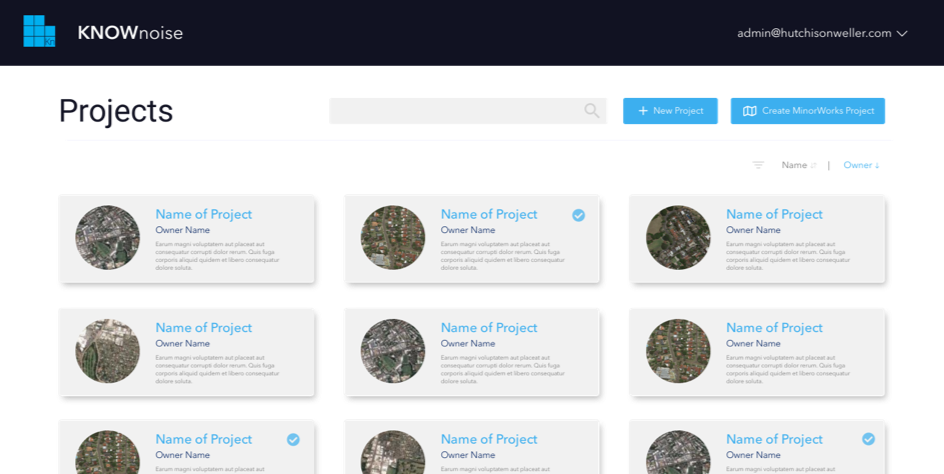 Kn
KNOWnoise
admin@hutchisonweller.com
Projects
New Project
Create MinorWorks Project
Name
|
Owner
Name of Project
Owner Name
Earum magni voluptatem aut placeat aut
consequatur corrupti dolor rerum. Quis fuga
corporis aliquid quidem et libero consequatur
dolore soluta.
Name of Project
Owner Name
Earum magni voluptatem aut placeat aut
consequatur corrupti dolor rerum. Quis fuga
corporis aliquid quidem et libero consequatur
dolore soluta.
Name of Project
Owner Name
Earum magni voluptatem aut placeat aut
consequatur corrupti dolor rerum. Quis fuga
corporis aliquid quidem et libero consequatur
dolore soluta.
Name of Project
Owner Name
Earum magni voluptatem aut placeat aut
consequatur corrupti dolor rerum. Quis fuga
corporis aliquid quidem et libero consequatur
dolore soluta.
Name of Project
Owner Name
Earum magni voluptatem aut placeat aut
consequatur corrupti dolor rerum. Quis fuga
corporis aliquid quidem et libero consequatur
dolore soluta.
Name of Project
Owner Name
Earum magni voluptatem aut placeat aut
consequatur corrupti dolor rerum. Quis fuga
corporis aliquid quidem et libero consequatur
dolore soluta.
Name of Project
Owner Name
Earum magni voluptatem aut placeat aut
Name of Project
Owner Name
Earum magni voluptatem aut placeat aut
Name of Project
Owner Name
Earum magni voluptatem aut placeat aut